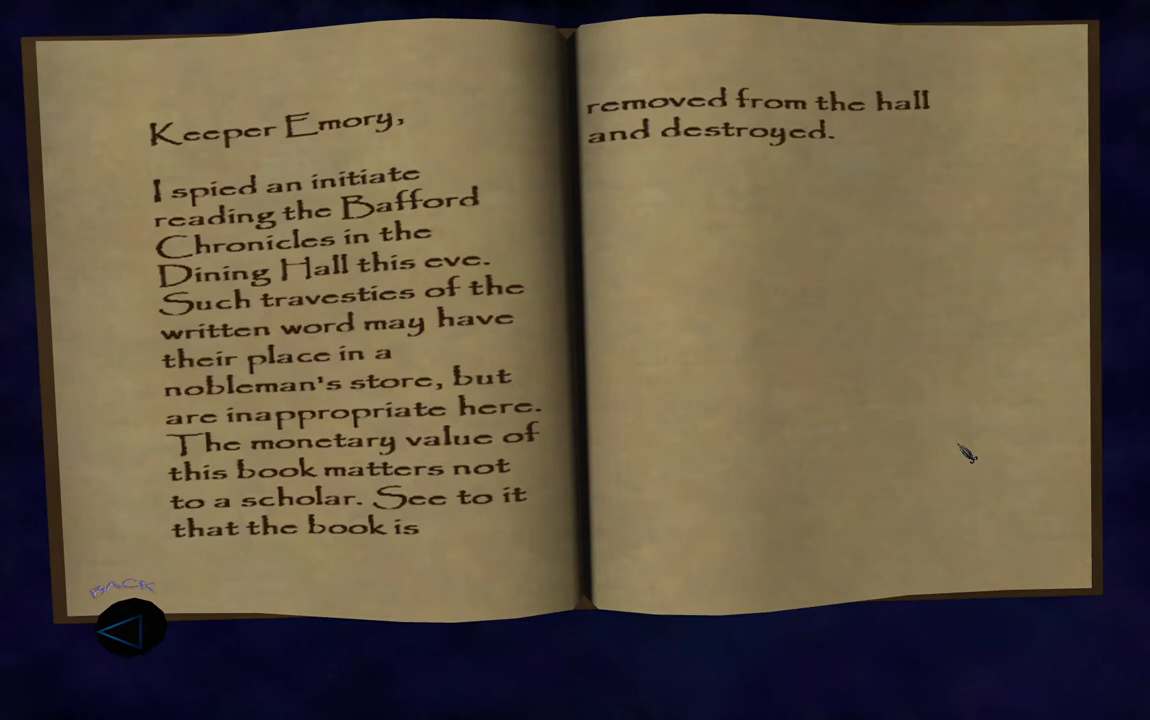 Keeper Emory,
I spied an initiate
reading the Bafford
Chronicles in the
Dining Hall this eve.
Such travesties of the
written word may have
their place in a
nobleman's store, but
are inappropriate here.
The monetary value of
this book matters not
to a scholar. See to it
that the book is
removed from the hall
and destroyed.
BACK